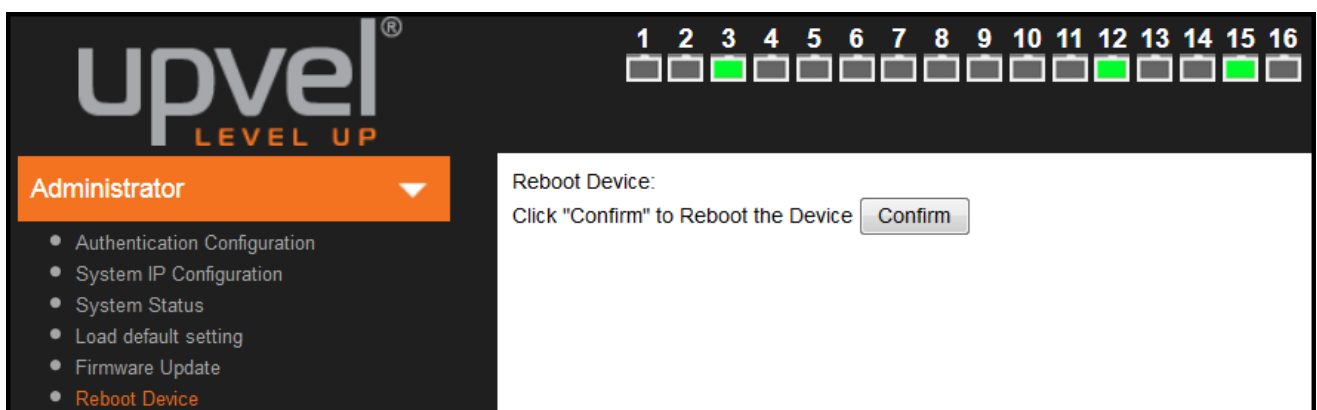 upvel®
LEVEL UP
1 2 3 4 5 6 7 8 9 10 11 12 13 14 15 16
Administrator
Authentication Configuration
System IP Configuration
System Status
Load default setting
Firmware Update
Reboot Device
Reboot Device:
Click "Confirm" to Reboot the Device Confirm